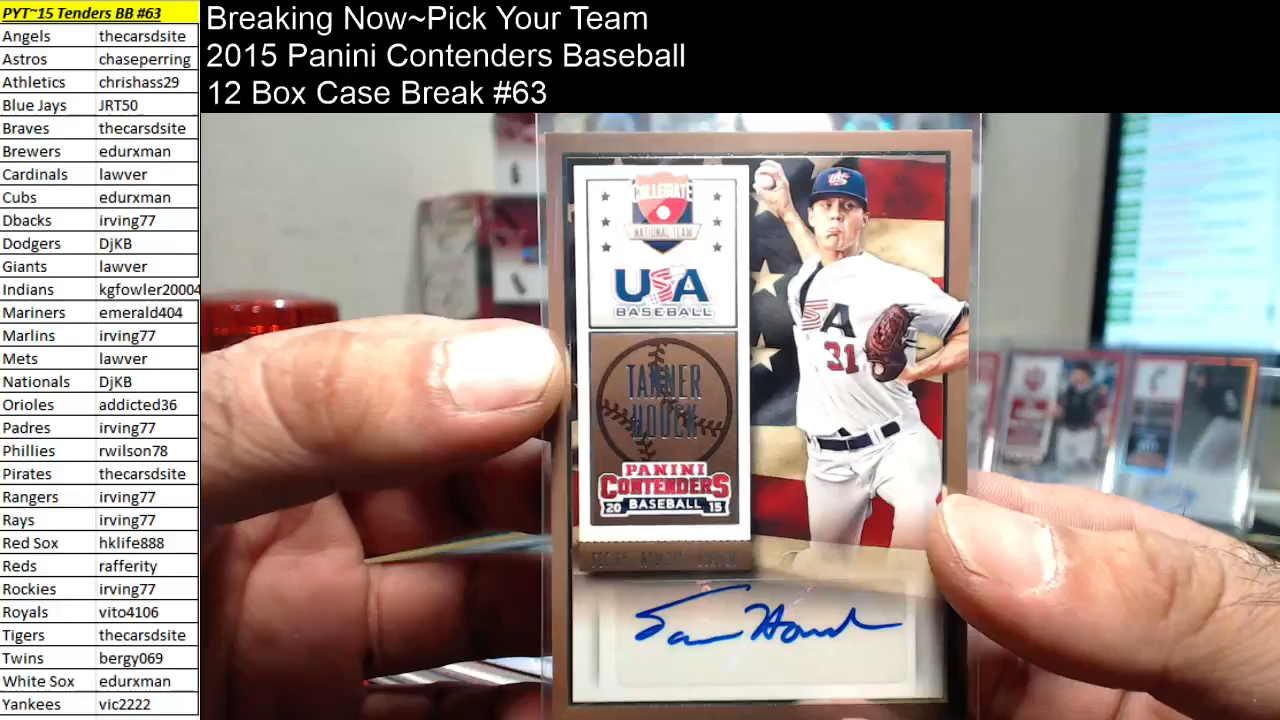 PYT~15 Tenders BB #63
Angels thecarsdsite
Astros chaseperring
Athletics chrishass29
Blue Jays JRT50
Braves thecarsdsite
Brewers edurxman
Cardinals lawver
Cubs edurxman
Dbacks irving77
Dodgers DjKB
Giants lawver
Indians kgfowler20004
Mariners emerald404
Marlins irving77
Mets lawver
Nationals DjKB
Orioles addicted36
Padres irving77
Phillies rwilson78
Pirates thecarsdsite
Rangers irving77
Rays irving77
Red Sox hklife888
Reds rafferity
Rockies irving77
Royals vito4106
Tigers thecarsdsite
Twins bergy069
White Sox edurxman
Yankees vic2222
Breaking Now~Pick Your Team
2015 Panini Contenders Baseball
12 Box Case Break #63
COLLEGIATE
NATIONAL TEAM
USA
BASEBALL
TANNER
HOUCK
PANINI
CONTENDERS
20 BASEBALL 15
US
SA
31